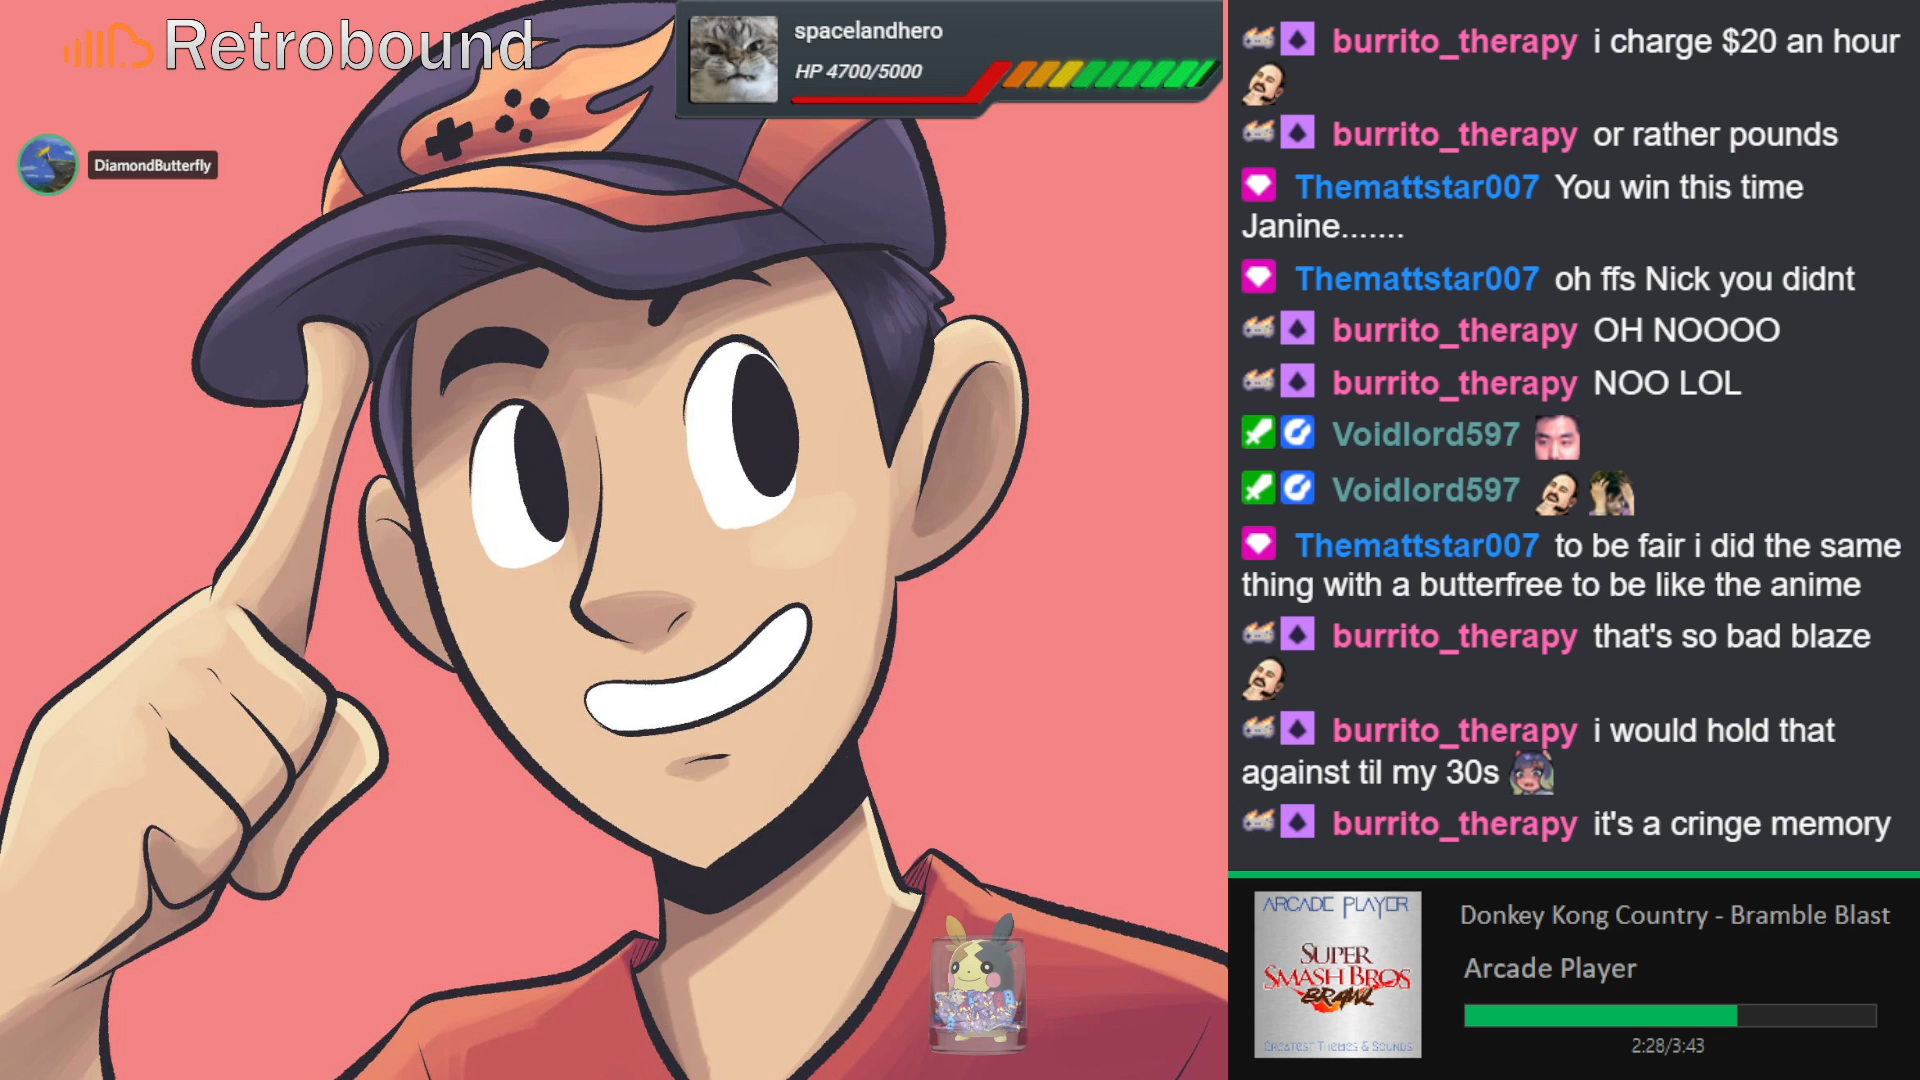 Retrobound
spacelandhero
HP 4700/5000
DiamondButterfly
burrito_therapy i charge $20 an hour
burrito_therapy or rather pounds
Themattstar007 You win this time
Janine.......
Themattstar007 oh ffs Nick you didnt
burrito_therapy OH NOOOO
burrito_therapy NOO LOL
Voidlord597
Voidlord597
Themattstar007 to be fair i did the same
thing with a butterfree to be like the anime
burrito_therapy that's so bad blaze
burrito_therapy i would hold that
against til my 30s
burrito_therapy it's a cringe memory
ARCADE PLAYER
SUPER
SMASH BROS
BRAWL
GREATEST THEMES & SOUNDS
Donkey Kong Country - Bramble Blast
Arcade Player
2:28/3:43